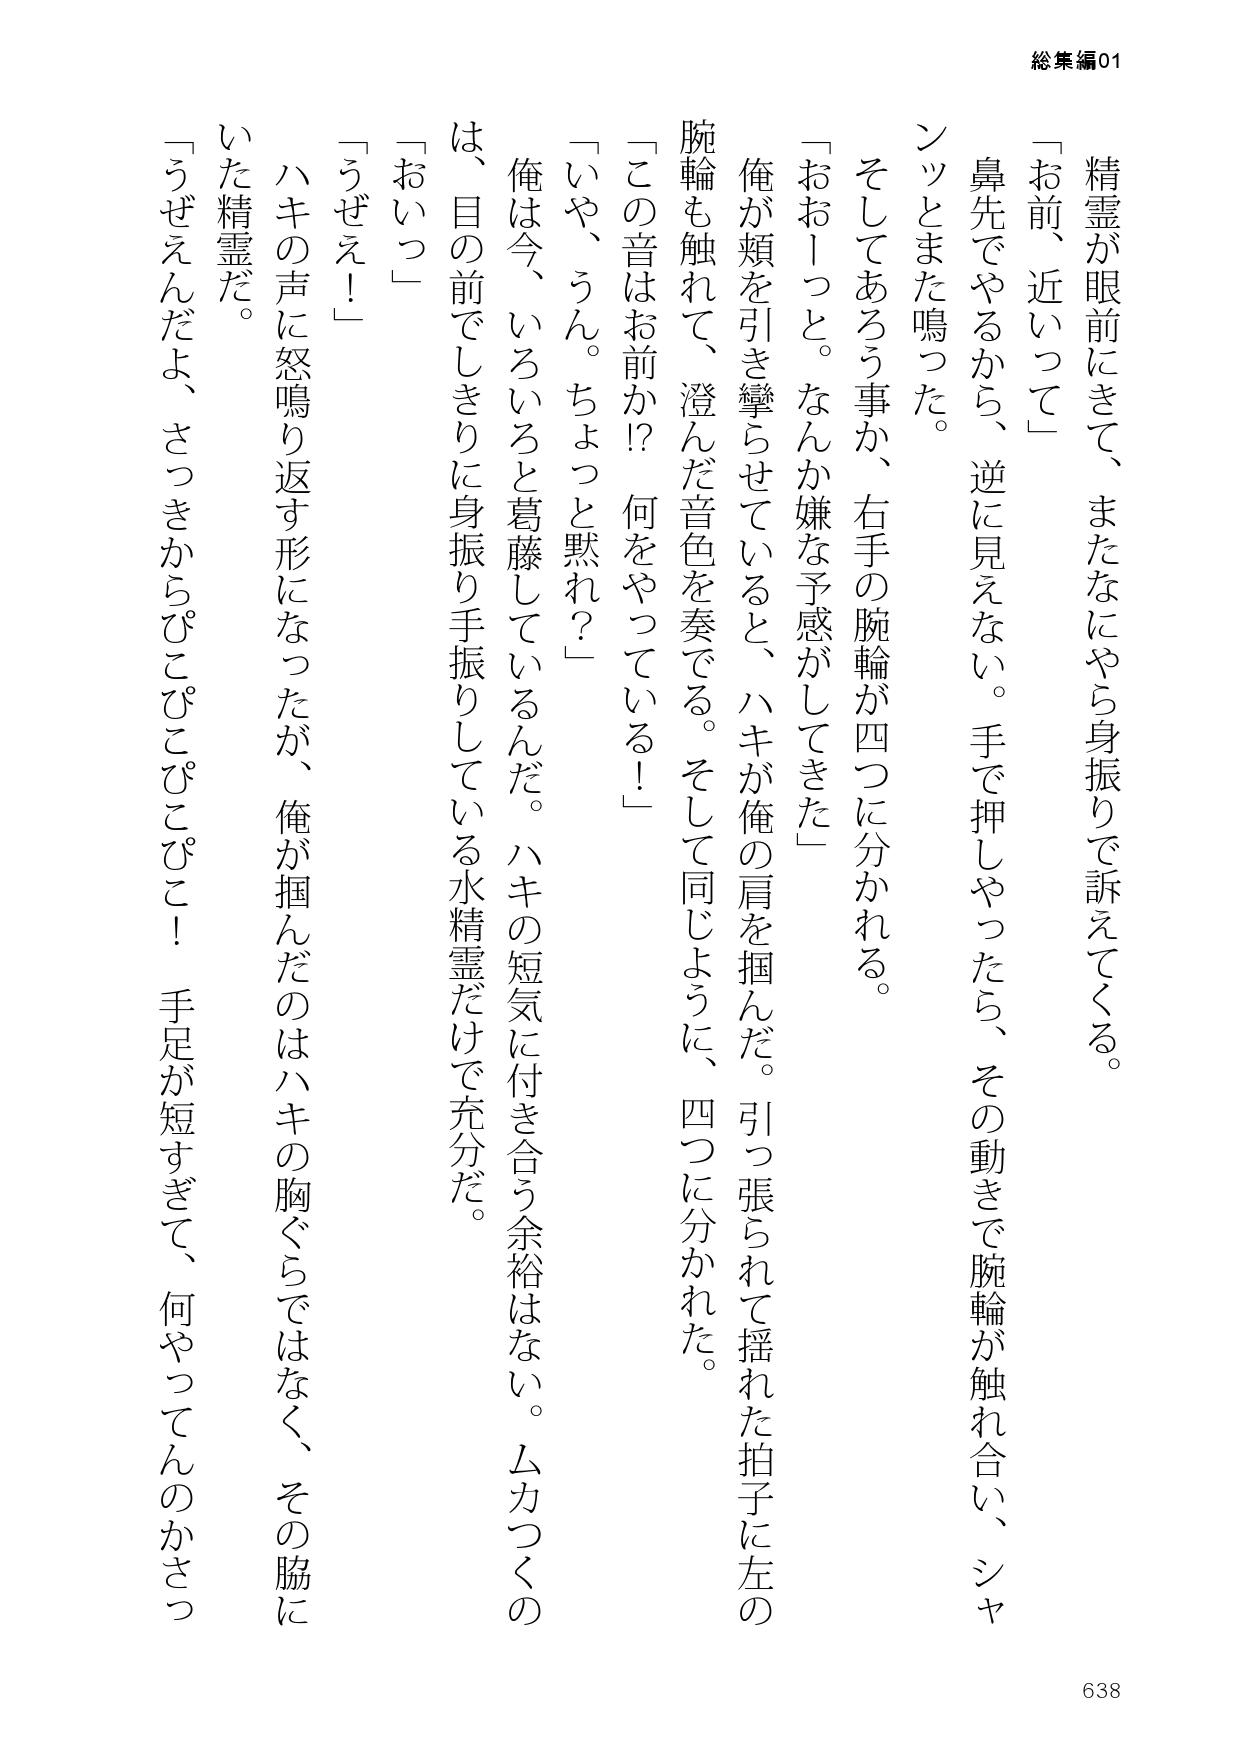 総集編01
　精霊が眼前にきて、またなにやら身振りで訴えてくる。
「お前、近いって」
　鼻先でやるから、逆に見えない。手で押しやったら、その動きで腕輪が触れ合い、シャ
ンッとまた鳴った。
　そしてあろう事か、右手の腕輪が四つに分かれる。
「おおーっと。なんか嫌な予感がしてきた」
　俺が頬を引き攣らせていると、ハキが俺の肩を掴んだ。引っ張られて揺れた拍子に左の
腕輪も触れて、澄んだ音色を奏でる。そして同じように、四つに分かれた。
「この音はお前か!?　何をやっている！」
「いや、うん。ちょっと黙れ？」
　俺は今、いろいろと葛藤しているんだ。ハキの短気に付き合う余裕はない。ムカつくの
は、目の前でしきりに身振り手振りしている水精霊だけで充分だ。
「おいっ」
「うぜえ！」
　ハキの声に怒鳴り返す形になったが、俺が掴んだのはハキの胸ぐらではなく、その脇に
いた精霊だ。
「うぜえんだよ、さっきからぴこぴこぴこぴこ！　手足が短すぎて、何やってんのかさっ
638